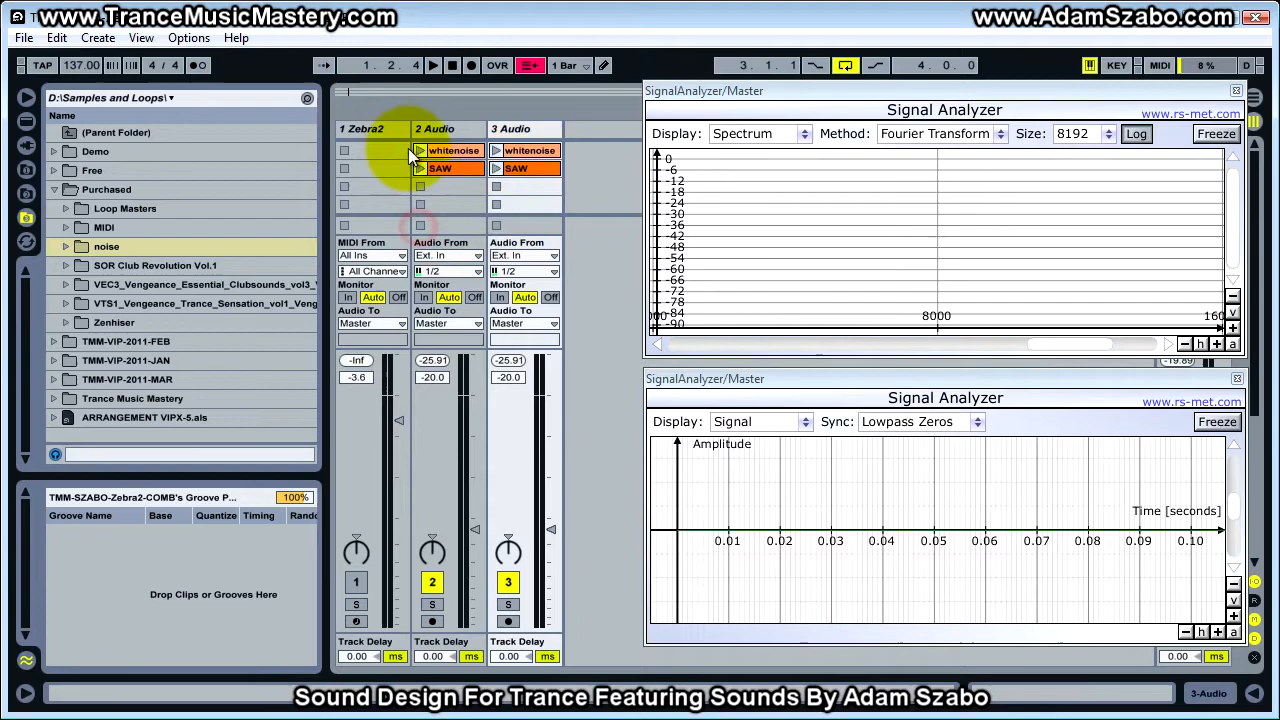 www.TranceMusicMastery.com
www.AdamSzabo.com
File Edit Create View Options Help
TAP 137.00 4 / 4 1. 2. 4 OVR 1 Bar 3. 1. 1 4. 0. 0 KEY MIDI 8 % D
D:\Samples and Loops\
Name
(Parent Folder)
Demo
Free
Purchased
Loop Masters
MIDI
noise
SOR Club Revolution Vol.1
VEC3_Vengeance_Essential_Clubsounds_vol3_
VTS1_Vengeance_Trance_Sensation_vol1_Veng
Zenhiser
TMM-VIP-2011-FEB
TMM-VIP-2011-JAN
TMM-VIP-2011-MAR
Trance Music Mastery
ARRANGEMENT VIPX-5.als
TMM-SZABO-Zebra2-COMB's Groove P... 100%
Groove Name Base Quantize Timing Rando
Drop Clips or Grooves Here
1 Zebra2 2 Audio 3 Audio
whitenoise whitenoise
SAW SAW
MIDI From Audio From Audio From
All Ins Ext. In Ext. In
All Channe 1/2 1/2
Monitor Monitor Monitor
In Auto Off In Auto Off In Auto Off
Audio To Audio To Audio To
Master Master Master
-Inf -25.91 -25.91
-3.6 -20.0 -20.0
1 2 3
S S S
Track Delay Track Delay Track Delay
0.00 ms 0.00 ms 0.00 ms
SignalAnalyzer/Master
Signal Analyzer
www.rs-met.com
Display: Spectrum Method: Fourier Transform Size: 8192 Log Freeze
0
-6
-12
-18
-24
-30
-36
-42
-48
-54
-60
-66
-72
-78
-84
-90
000 8000 160
- h + a
- v +
-19.89
SignalAnalyzer/Master
Signal Analyzer
www.rs-met.com
Display: Signal Sync: Lowpass Zeros Freeze
Amplitude
Time [seconds]
0.01 0.02 0.03 0.04 0.05 0.06 0.07 0.08 0.09 0.10
- v +
- h + a
0.00 ms
3-Audio
Sound Design For Trance Featuring Sounds By Adam Szabo